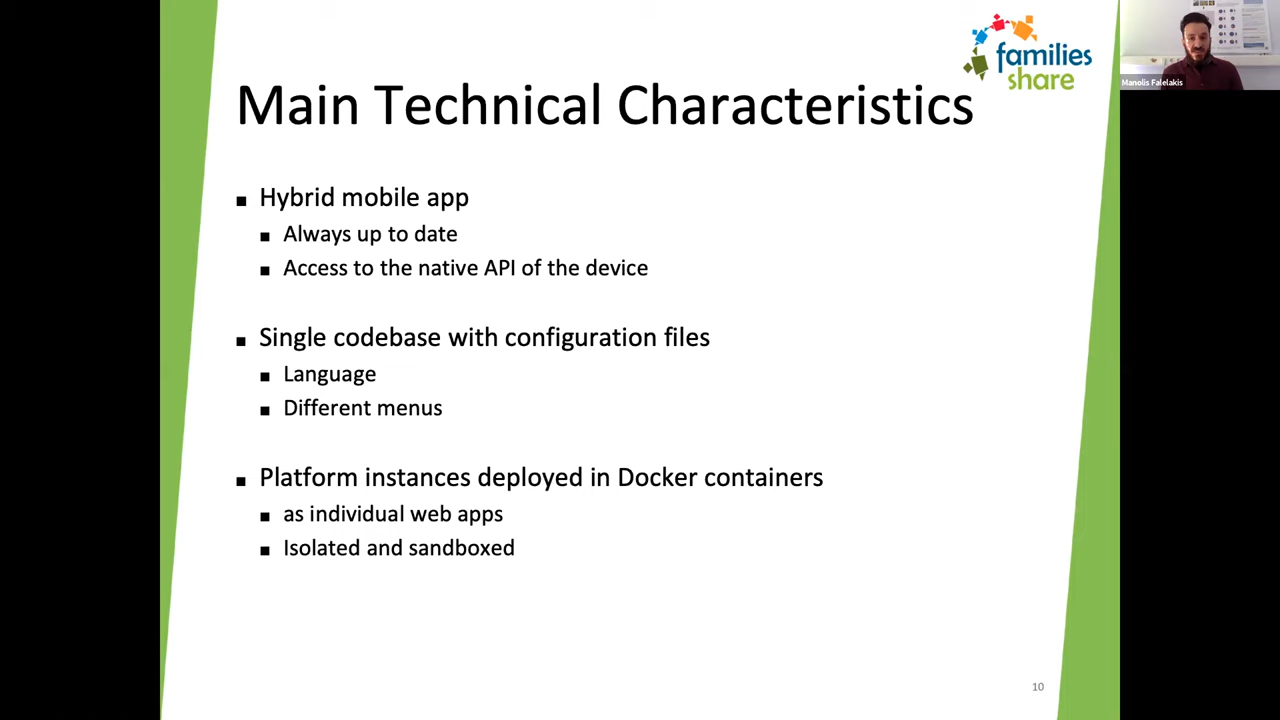 families
share
Manolis Falelakis
Main Technical Characteristics
▪ Hybrid mobile app
▪ Always up to date
▪ Access to the native API of the device
▪ Single codebase with configuration files
▪ Language
▪ Different menus
▪ Platform instances deployed in Docker containers
▪ as individual web apps
▪ Isolated and sandboxed
10